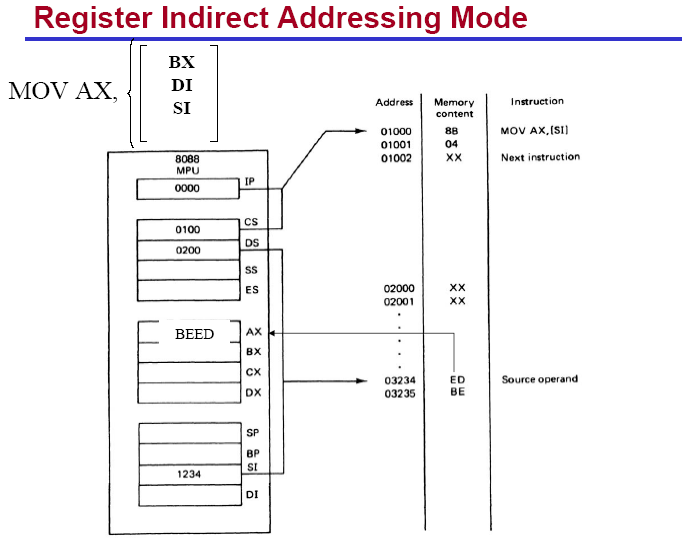 Register Indirect Addressing Mode
MOV AX,
BX
DI
SI
8088
MPU
0000 IP
0100 CS
0200 DS
SS
ES
BEED AX
BX
CX
DX
SP
BP
1234 SI
DI
Address Memory content Instruction
01000 8B MOV AX,[SI]
01001 04
01002 XX Next instruction
02000 XX
02001 XX
03234 ED Source operand
03235 BE